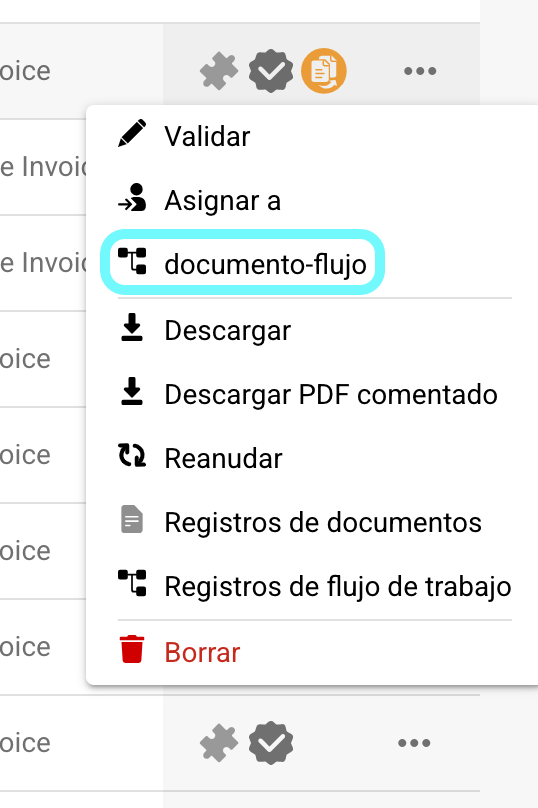 oice
Validar
e Invoic
Asignar a
e Invoic
documento-flujo
Descargar
oice
Descargar PDF comentado
oice
Reanudar
Registros de documentos
oice
Registros de flujo de trabajo
oice
Borrar
oice